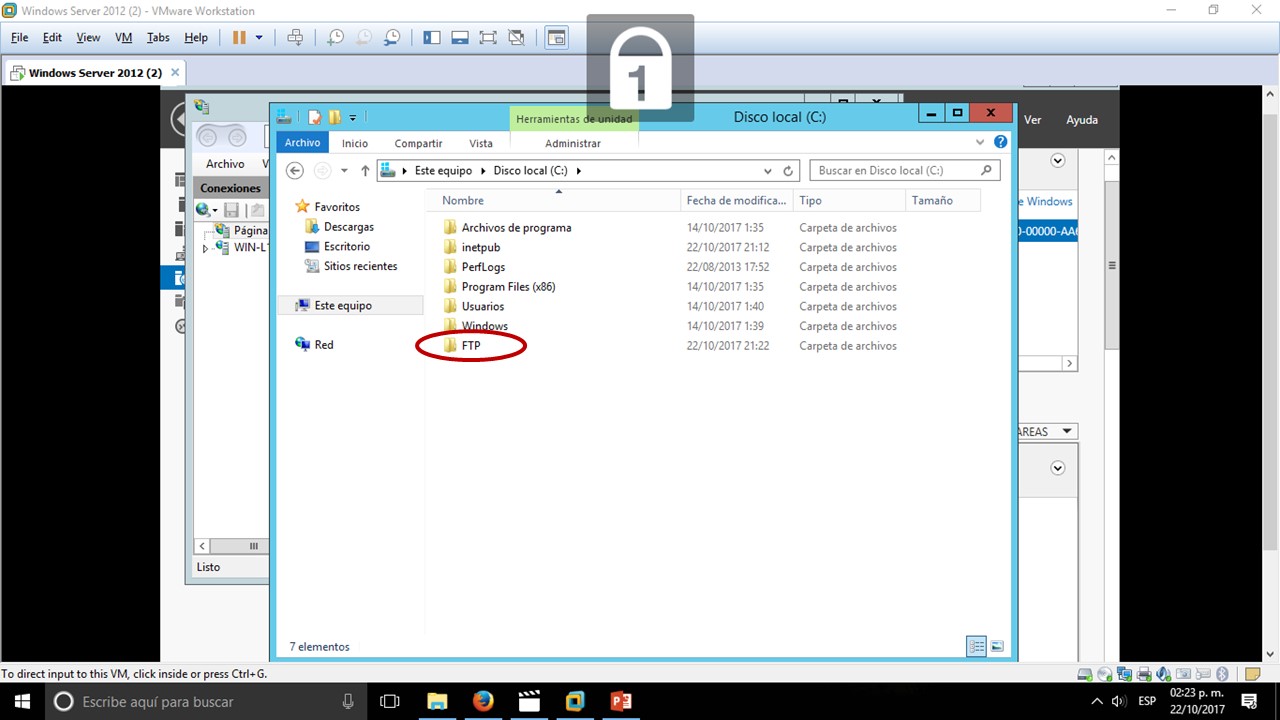 Windows Server 2012 (2) - VMware Workstation
File Edit View VM Tabs Help
1
Windows Server 2012 (2)
Herramientas de unidad
Disco local (C:)
Ver Ayuda
Archivo Inicio Compartir Vista Administrar
Archivo V
Este equipo Disco local (C:)
Buscar en Disco local (C:)
Conexiones
Nombre Fecha de modifica... Tipo Tamaño
e Windows
Favoritos
Descargas
Escritorio
Sitios recientes
Este equipo
Red
Página
WIN-L1
Archivos de programa 14/10/2017 1:35 Carpeta de archivos
inetpub 22/10/2017 21:12 Carpeta de archivos
PerfLogs 22/08/2013 17:52 Carpeta de archivos
Program Files (x86) 14/10/2017 1:35 Carpeta de archivos
Usuarios 14/10/2017 1:40 Carpeta de archivos
Windows 14/10/2017 1:39 Carpeta de archivos
FTP 22/10/2017 21:22 Carpeta de archivos
0-00000-AA6
AREAS
Listo
7 elementos
To direct input to this VM, click inside or press Ctrl+G.
Escribe aquí para buscar
ESP
02:23 p. m.
22/10/2017